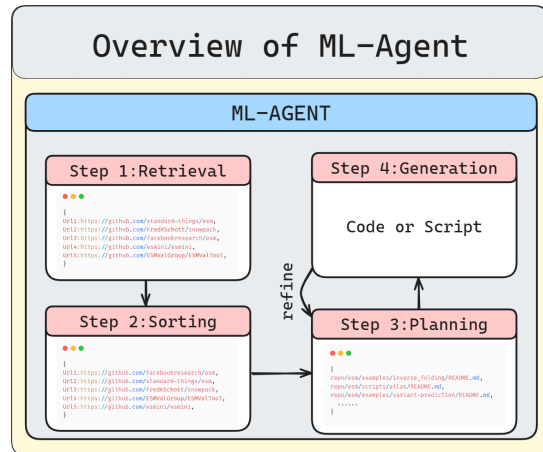 Overview of ML-Agent
ML-AGENT
Step 1:Retrieval
{
Url1:https://github.com/standard-things/esm,
Url2:https://github.com/FredKSchott/snowpack,
Url3:https://github.com/facebookresearch/esm,
Url4:https://github.com/esmini/esmini,
Url5:https://github.com/ESMValGroup/ESMValTool,
}
Step 2:Sorting
{
Url1:https://github.com/facebookresearch/esm,
Url2:https://github.com/standard-things/esm,
Url3:https://github.com/FredKSchott/snowpack,
Url4:https://github.com/ESMValGroup/ESMValTool,
Url5:https://github.com/esmini/esmini,
}
Step 3:Planning
{
repo/esm/examples/inverse_folding/README.md,
repo/esm/scripts/atlas/README.md,
repo/esm/examples/variant-prediction/README.md,
......
}
refine
Step 4:Generation
Code or Script